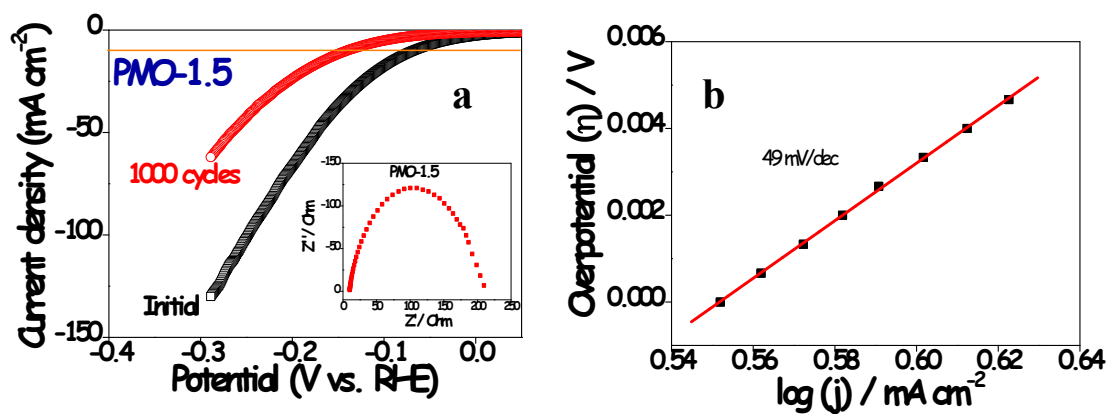 0
-50
-100
-150
Current density (mA cm⁻²)
-0.4
-0.3
-0.2
-0.1
0.0
Potential (V vs. RHE)
PMO-1.5
a
1000 cycles
Initial
-150
-100
-50
0
Z''/Ohm
PMO-1.5
0
50
100
150
200
250
Z'/Ohm
0.006
0.004
0.002
0.000
Overpotential (η) / V
b
49 mV/dec
0.54
0.56
0.58
0.60
0.62
0.64
log (j) / mA cm⁻²